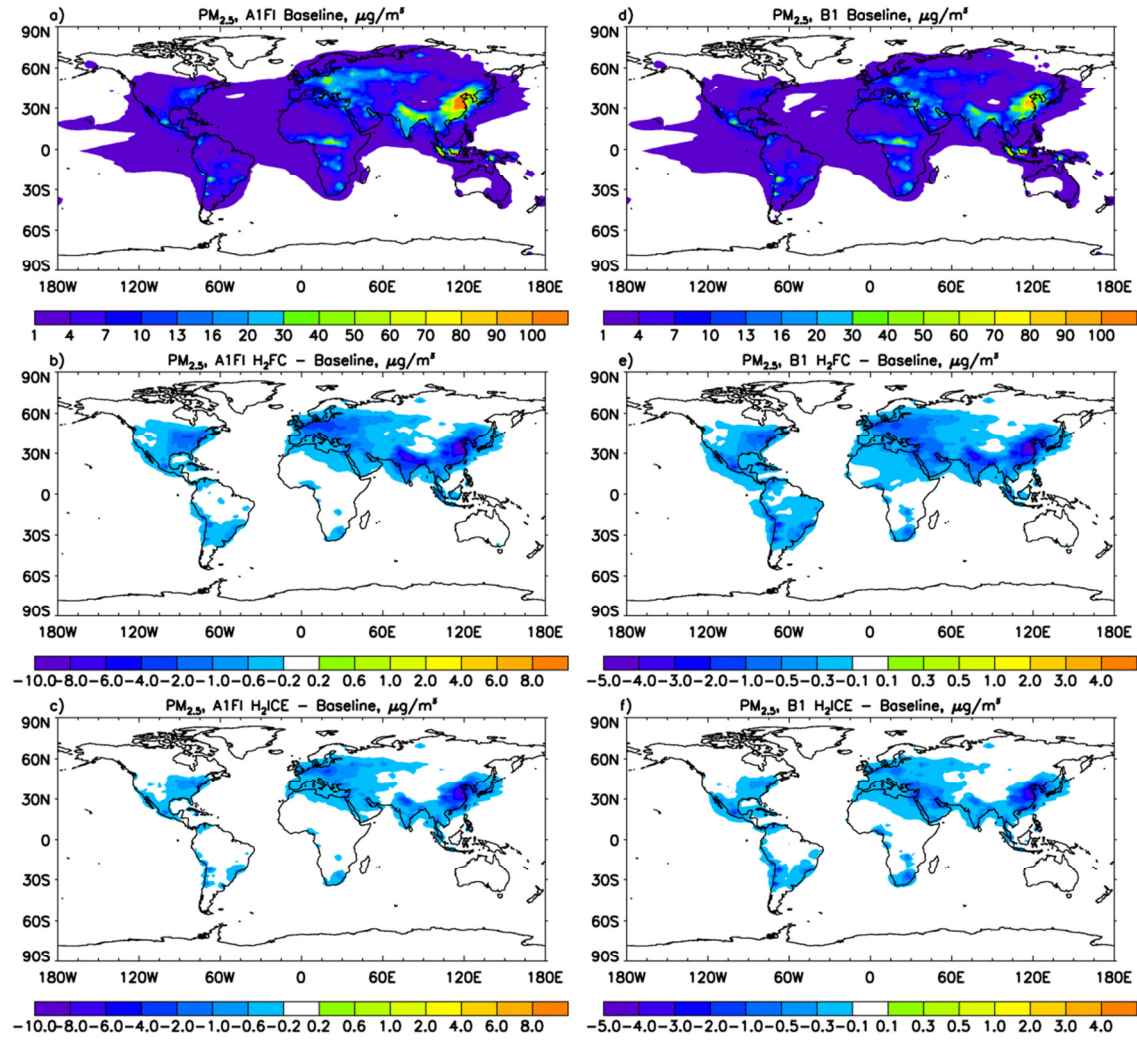 a) PM2.5, A1FI Baseline, μg/m³
90N
60N
30N
0
30S
60S
90S
180W 120W 60W 0 60E 120E 180E
1 4 7 10 13 16 20 30 40 50 60 70 80 90 100
d) PM2.5, B1 Baseline, μg/m³
90N
60N
30N
0
30S
60S
90S
180W 120W 60W 0 60E 120E 180E
1 4 7 10 13 16 20 30 40 50 60 70 80 90 100
b) PM2.5, A1FI H2FC – Baseline, μg/m³
90N
60N
30N
0
30S
60S
90S
180W 120W 60W 0 60E 120E 180E
−10.0 −8.0 −6.0 −4.0 −2.0 −1.0 −0.6 −0.2 0.2 0.6 1.0 2.0 4.0 6.0 8.0
e) PM2.5, B1 H2FC – Baseline, μg/m³
90N
60N
30N
0
30S
60S
90S
180W 120W 60W 0 60E 120E 180E
−5.0 −4.0 −3.0 −2.0 −1.0 −0.5 −0.3 −0.1 0.1 0.3 0.5 1.0 2.0 3.0 4.0
c) PM2.5, A1FI H2ICE – Baseline, μg/m³
90N
60N
30N
0
30S
60S
90S
180W 120W 60W 0 60E 120E 180E
−10.0 −8.0 −6.0 −4.0 −2.0 −1.0 −0.6 −0.2 0.2 0.6 1.0 2.0 4.0 6.0 8.0
f) PM2.5, B1 H2ICE – Baseline, μg/m³
90N
60N
30N
0
30S
60S
90S
180W 120W 60W 0 60E 120E 180E
−5.0 −4.0 −3.0 −2.0 −1.0 −0.5 −0.3 −0.1 0.1 0.3 0.5 1.0 2.0 3.0 4.0